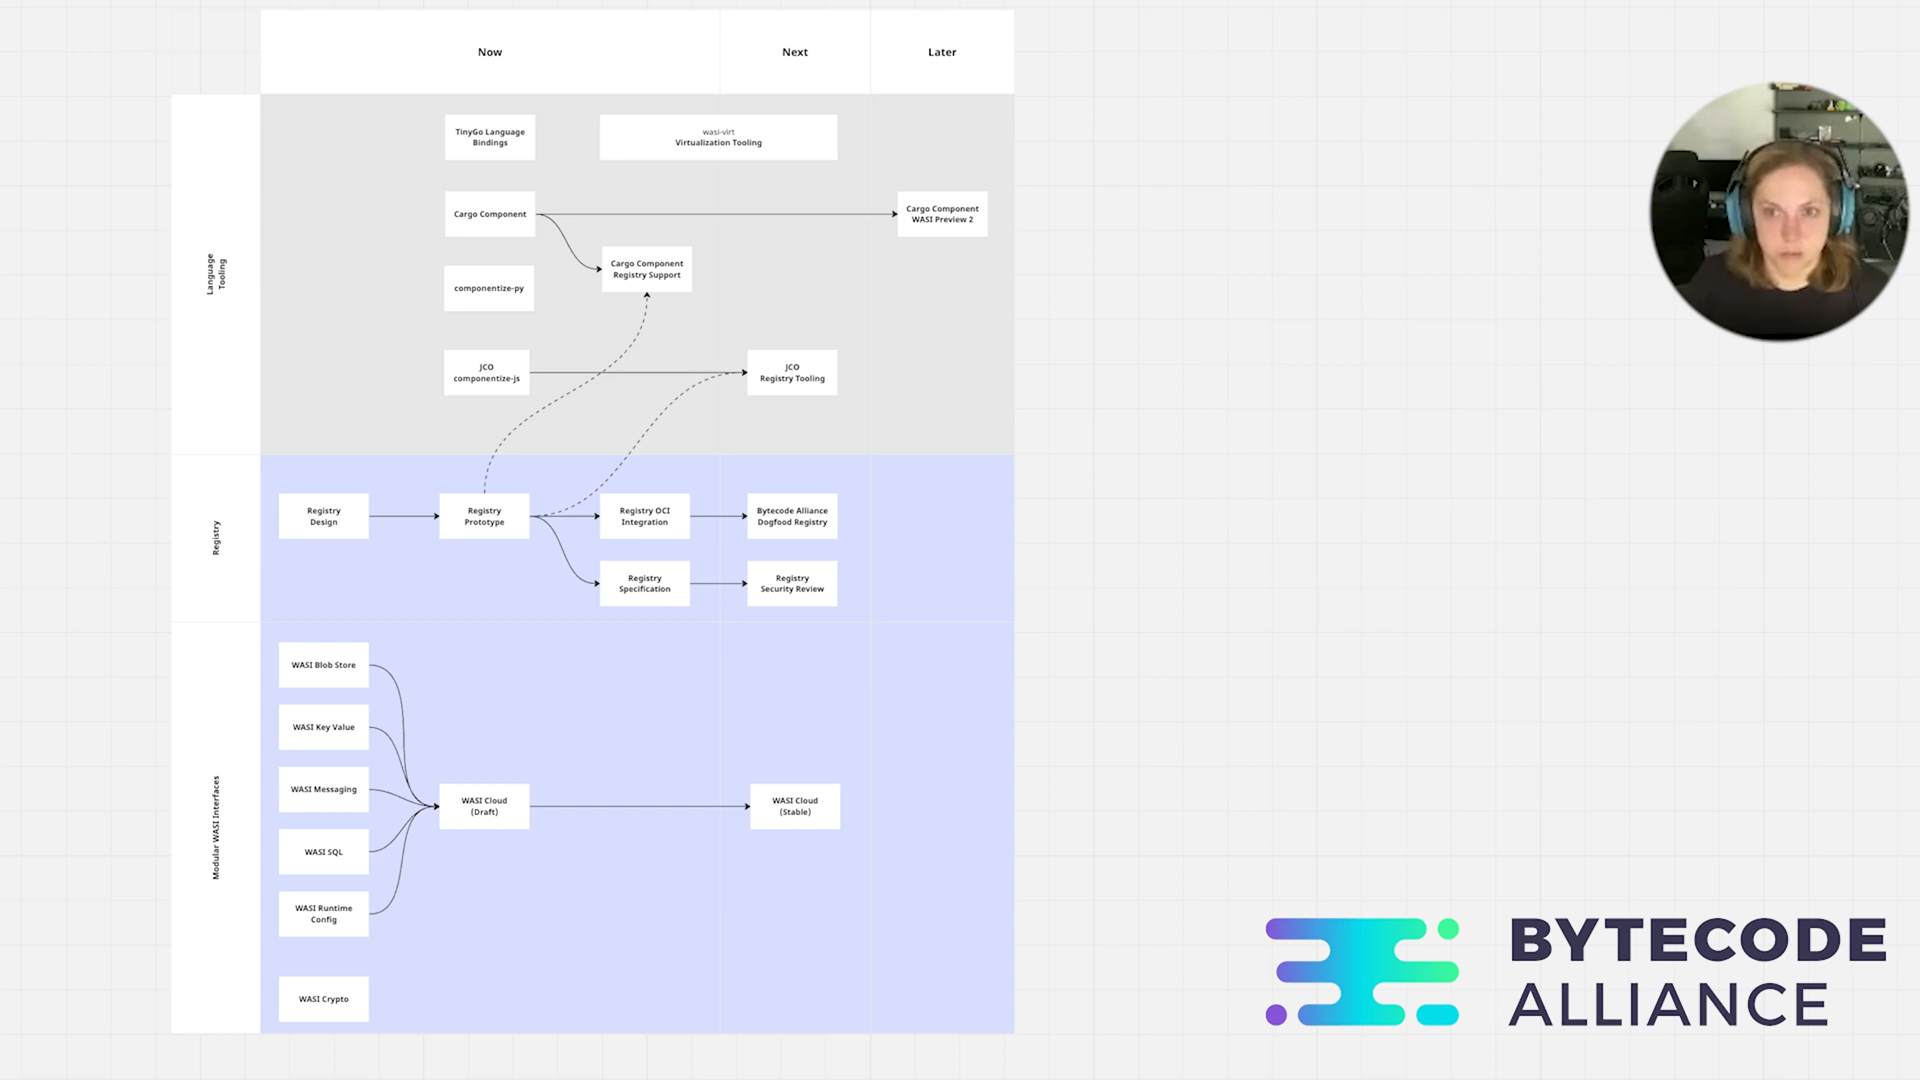 Now
Next
Later
Language
Tooling
TinyGo Language
Bindings
wasi-virt
Virtualization Tooling
Cargo Component
Cargo Component
WASI Preview 2
Cargo Component
Registry Support
componentize-py
JCO
componentize-js
JCO
Registry Tooling
Registry
Registry
Design
Registry
Prototype
Registry OCI
Integration
Bytecode Alliance
Dogfood Registry
Registry
Specification
Registry
Security Review
Modular WASI Interfaces
WASI Blob Store
WASI Key Value
WASI Messaging
WASI SQL
WASI Runtime
Config
WASI Cloud
(Draft)
WASI Cloud
(Stable)
WASI Crypto
BYTECODE
ALLIANCE